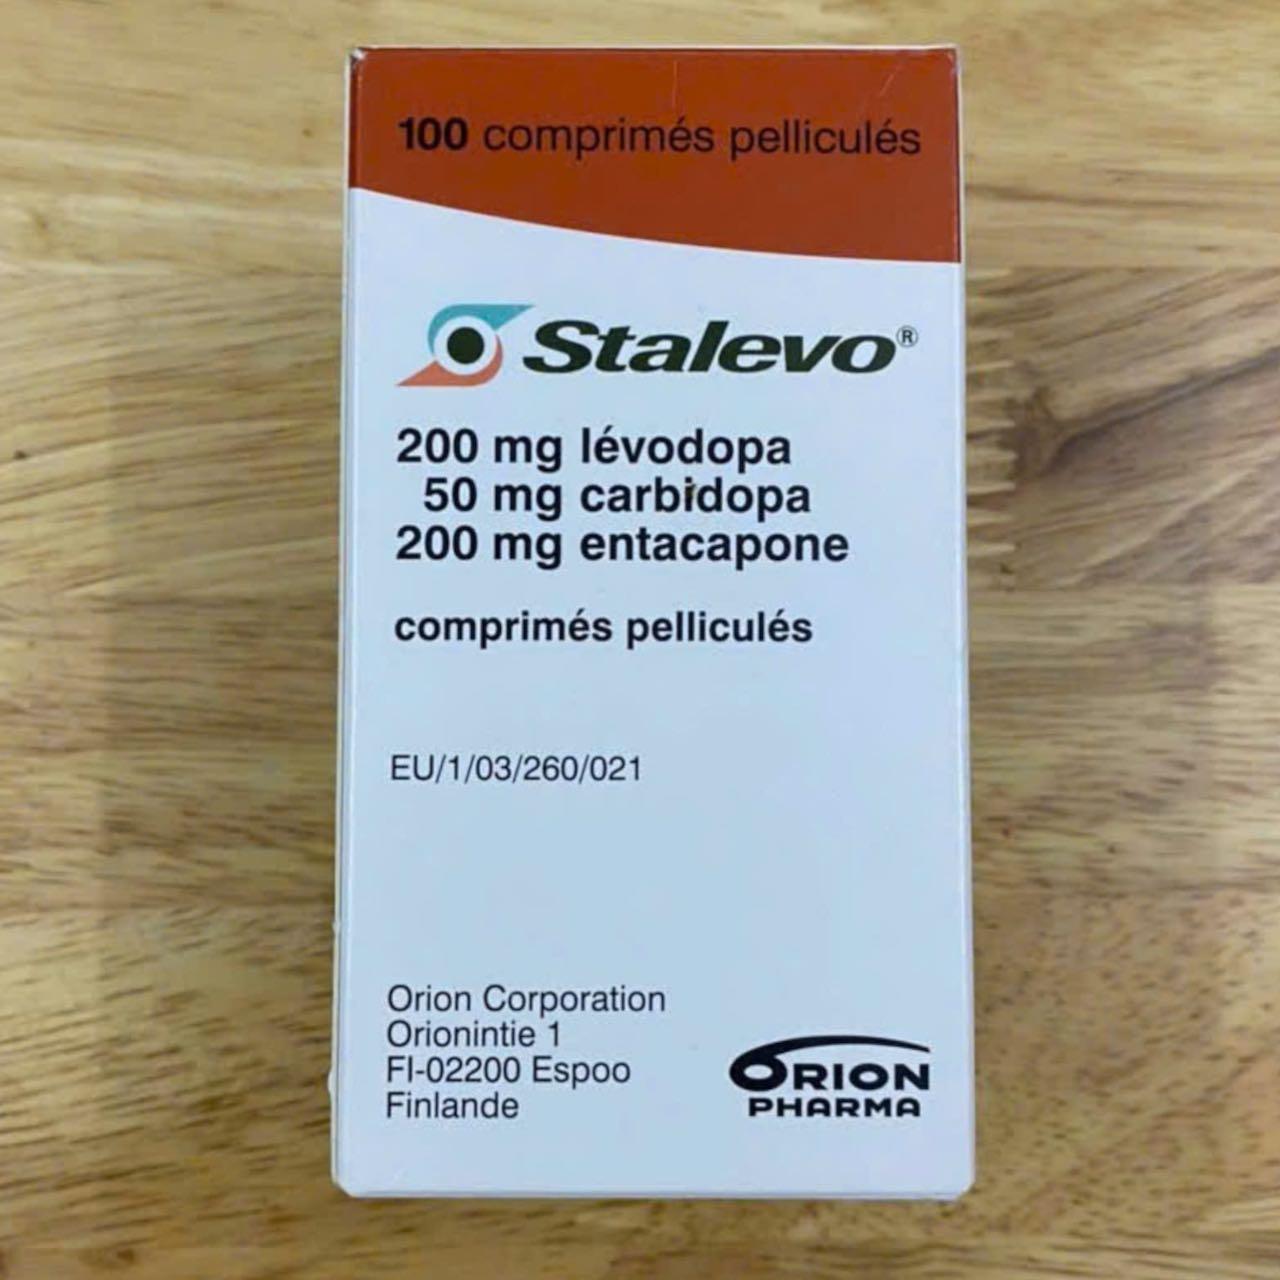 100 comprimés pelliculés
Stalevo®
200 mg lévodopa
50 mg carbidopa
200 mg entacapone
comprimés pelliculés
EU/1/03/260/021
Orion Corporation
Orionintie 1
FI-02200 Espoo
Finlande
ORION
PHARMA